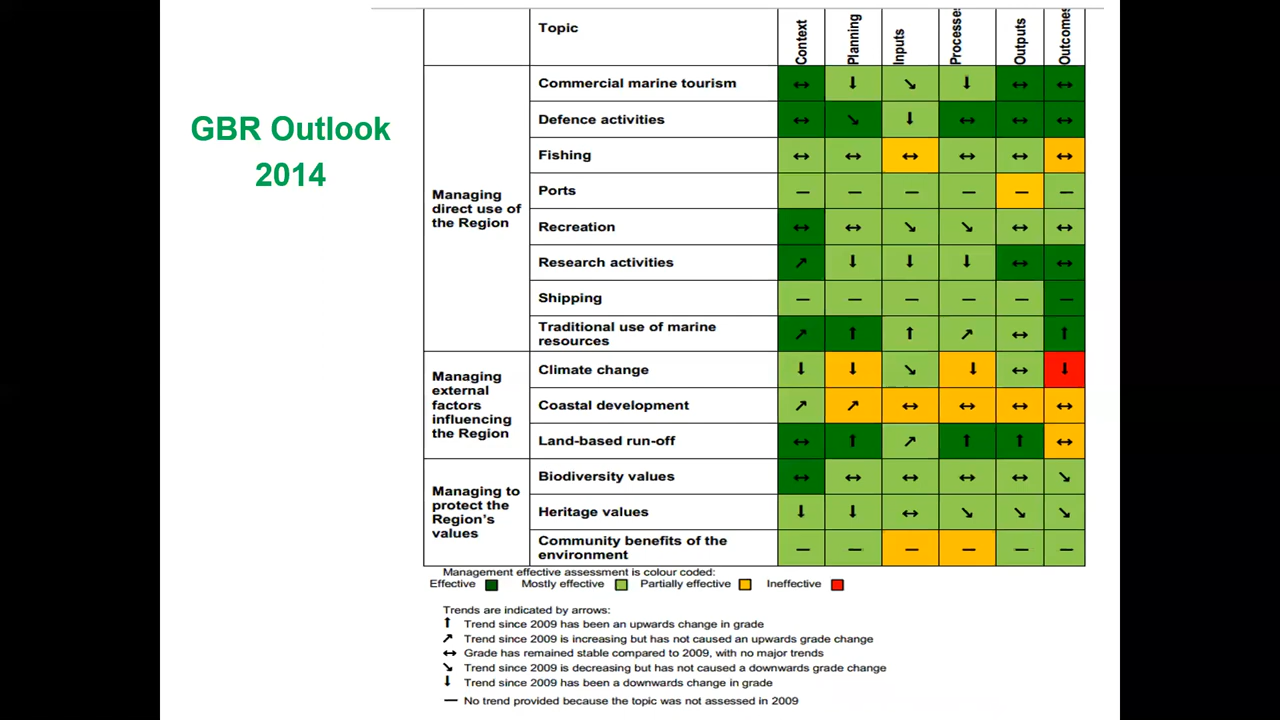 GBR Outlook
2014
Topic
Context
Planning
Inputs
Processes
Outputs
Outcomes
Managing
direct use of
the Region
Commercial marine tourism
↔ ⬇ ↘ ⬇ ↔ ↔
Defence activities
↔ ↘ ⬇ ↔ ↔ ↔
Fishing
↔ ↔ ↔ ↔ ↔ ↔
Ports
— — — — — —
Recreation
↔ ↔ ↘ ↘ ↔ ↔
Research activities
↗ ⬇ ⬇ ⬇ ↔ ↔
Shipping
— — — — — —
Traditional use of marine
resources
↗ ⬆ ⬆ ↗ ↔ ⬆
Managing
external
factors
influencing
the Region
Climate change
⬇ ⬇ ↘ ⬇ ↔ ⬇
Coastal development
↗ ↗ ↔ ↔ ↔ ↔
Land-based run-off
↔ ⬆ ↗ ⬆ ⬆ ↔
Managing to
protect the
Region's
values
Biodiversity values
↔ ↔ ↔ ↔ ↔ ↘
Heritage values
⬇ ⬇ ↔ ↘ ↘ ↘
Community benefits of the
environment
— — — — — —
Management effective assessment is colour coded:
Effective Mostly effective Partially effective Ineffective
Trends are indicated by arrows:
⬆ Trend since 2009 has been an upwards change in grade
↗ Trend since 2009 is increasing but has not caused an upwards grade change
↔ Grade has remained stable compared to 2009, with no major trends
↘ Trend since 2009 is decreasing but has not caused a downwards grade change
⬇ Trend since 2009 has been a downwards change in grade
— No trend provided because the topic was not assessed in 2009